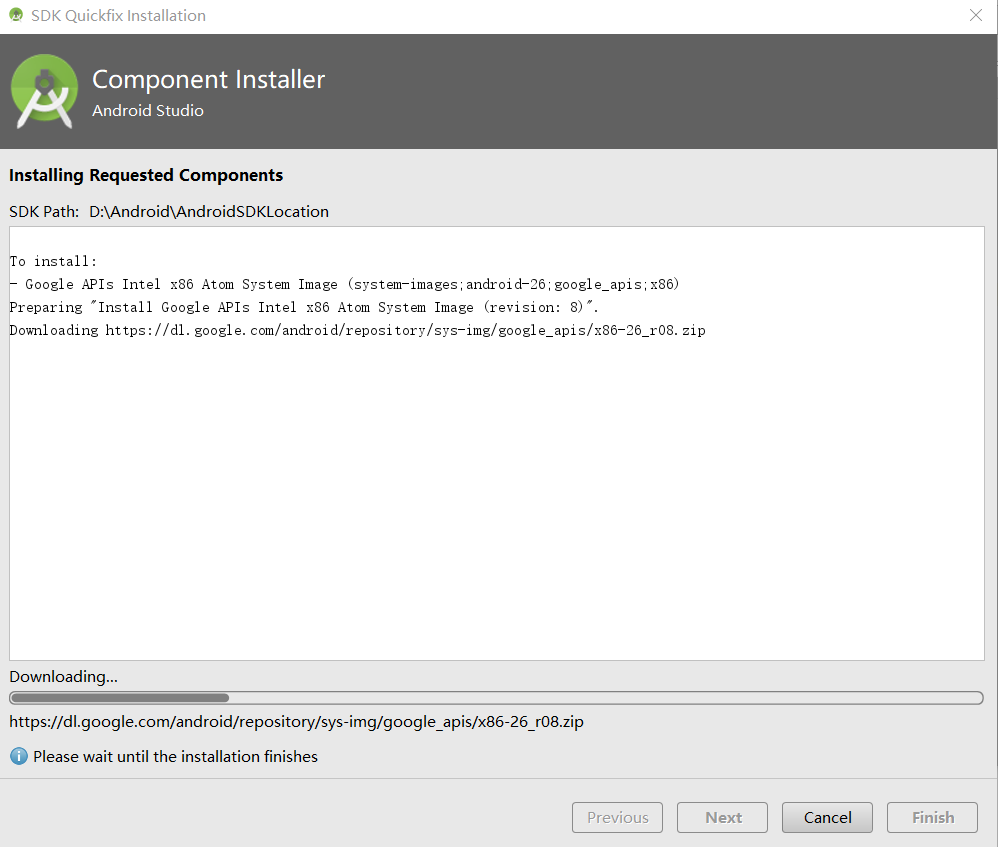 SDK Quickfix Installation
Component Installer
Android Studio
Installing Requested Components
SDK Path: D:\Android\AndroidSDKLocation
To install:
- Google APIs Intel x86 Atom System Image (system-images;android-26;google_apis;x86)
Preparing "Install Google APIs Intel x86 Atom System Image (revision: 8)".
Downloading https://dl.google.com/android/repository/sys-img/google_apis/x86-26_r08.zip
Downloading...
https://dl.google.com/android/repository/sys-img/google_apis/x86-26_r08.zip
Please wait until the installation finishes
Previous Next Cancel Finish